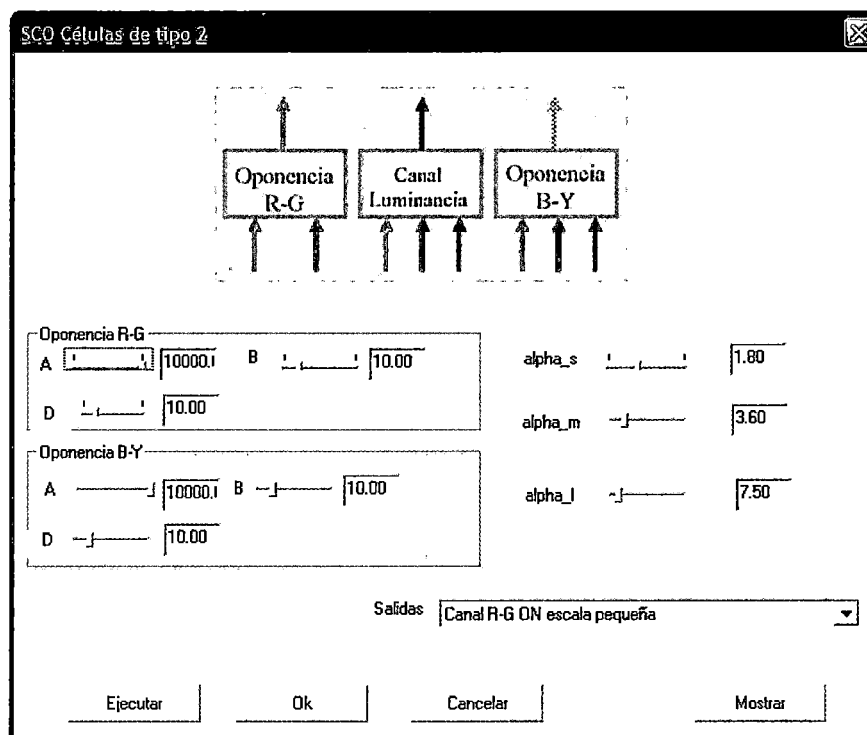 SCO Células de tipo 2
Oponencia R-G
Canal Luminancia
Oponencia B-Y
Oponencia R-G
A 10000.( B 10.00
D 10.00
alpha_s 1.80
alpha_m 3.60
Oponencia B-Y
A 10000.( B 10.00
D 10.00
alpha_l 7.50
Salidas Canal R-G ON escala pequeña
Ejecutar Ok Cancelar Mostrar